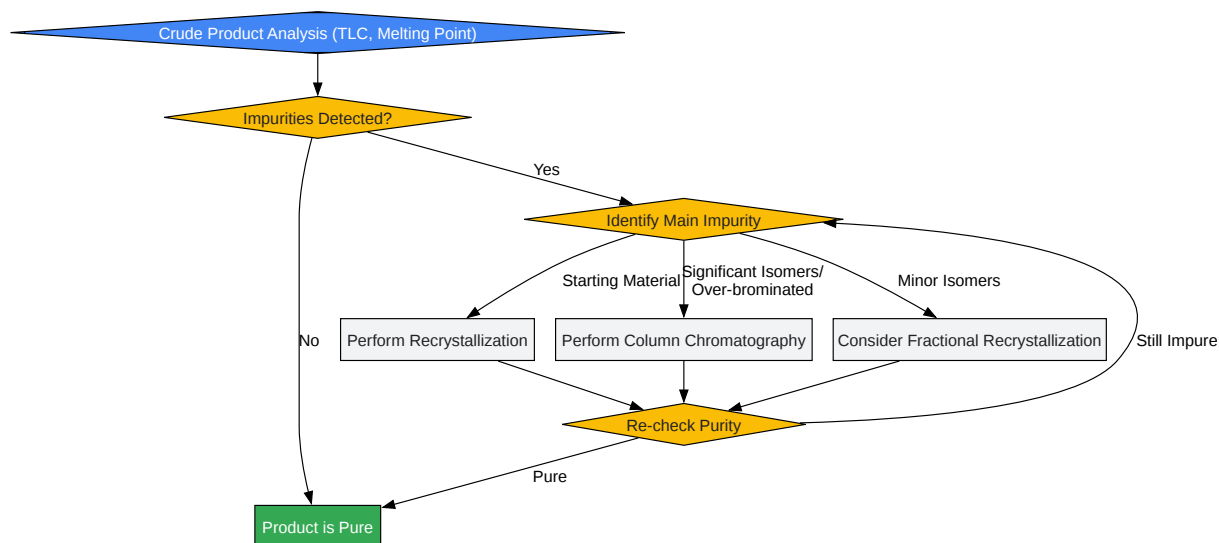 Crude Product Analysis (TLC, Melting Point)
Impurities Detected?
Yes
Identify Main Impurity
Starting Material
Significant Isomers/
Over-brominated
Minor Isomers
No
Perform Recrystallization
Perform Column Chromatography
Consider Fractional Recrystallization
Still Impure
Re-check Purity
Pure
Product is Pure